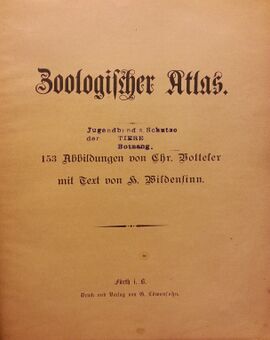 Zoologischer Atlas.
Jugendbund z. Schutze
der TIERE
Botnang.
153 Abbildungen von Chr. Votteler
mit Text von H. Wildensinn.
Fürth i. B.
Druck und Verlag von G. Löwensohn.